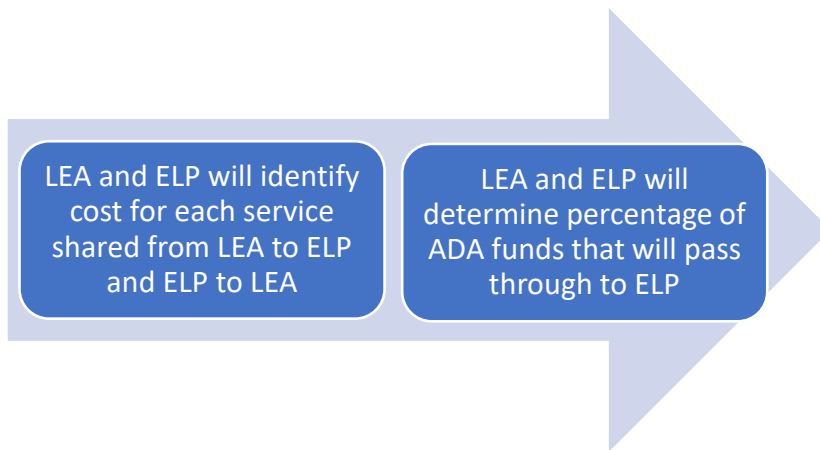 LEA and ELP will identify
cost for each service
shared from LEA to ELP
and ELP to LEA
LEA and ELP will
determine percentage of
ADA funds that will pass
through to ELP